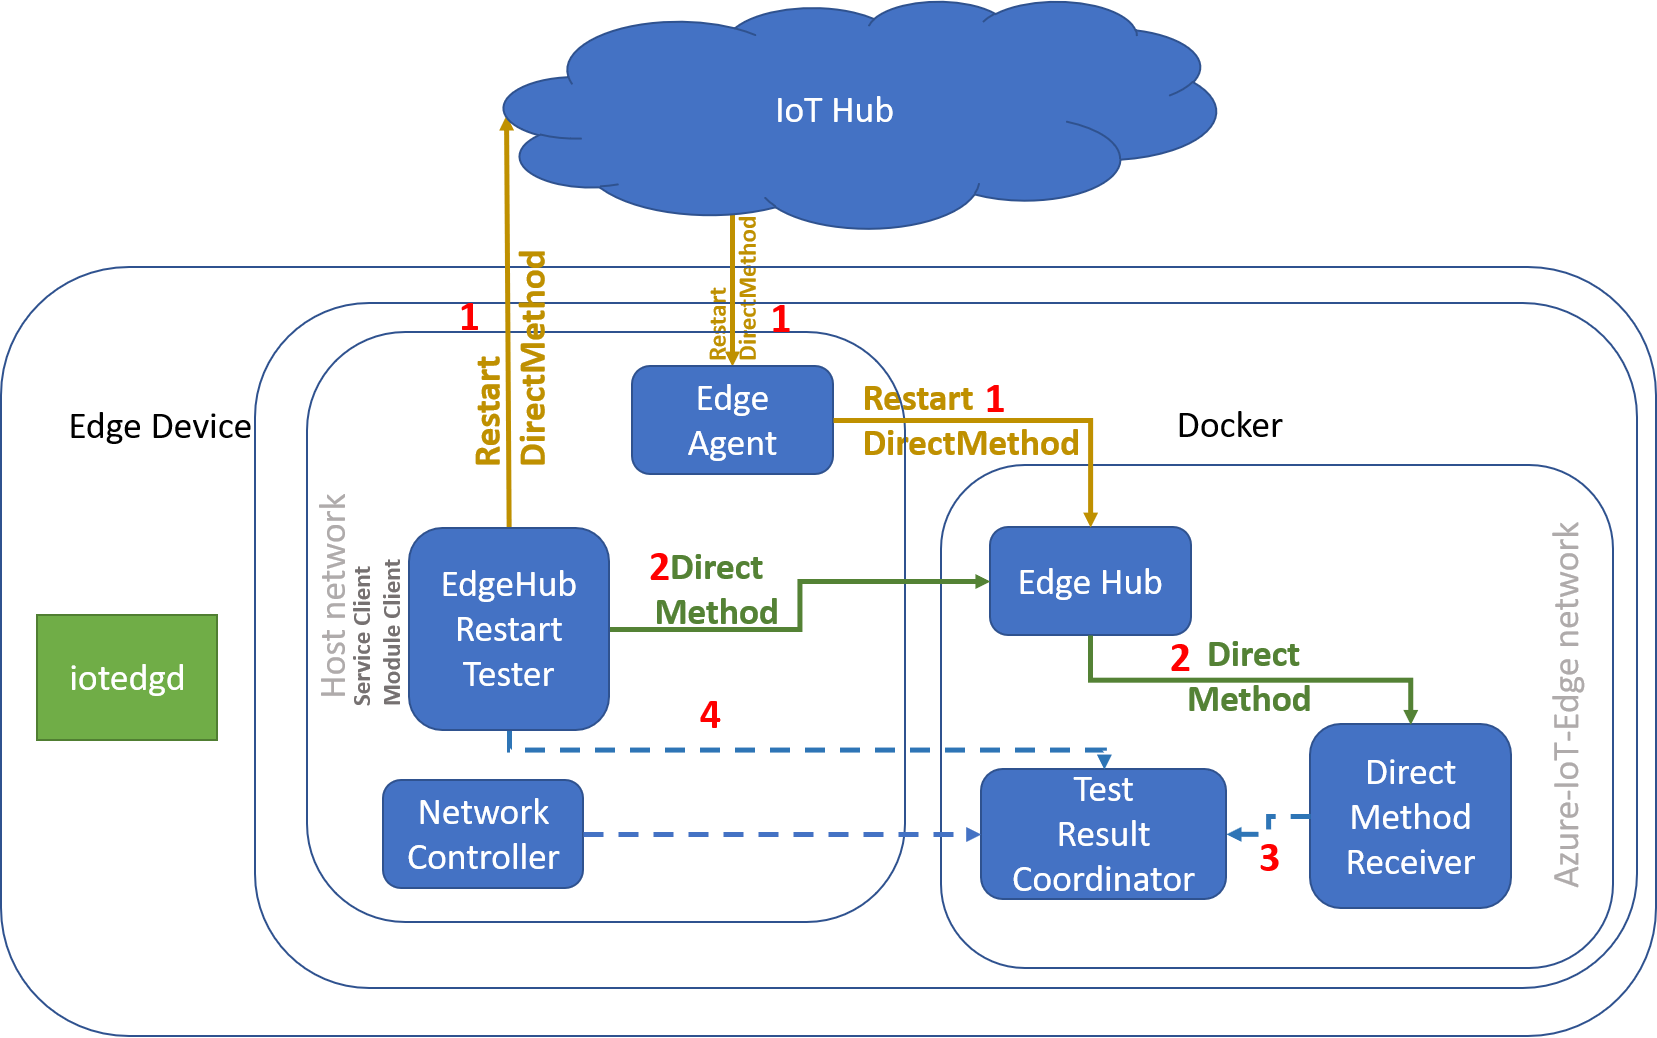 IoT Hub
Restart
DirectMethod
1
Restart
DirectMethod
1
Edge Device
Edge
Agent
Restart 1
DirectMethod
Docker
Host network
Service Client
Module Client
EdgeHub
Restart
Tester
2Direct
Method
Edge Hub
Azure-IoT-Edge network
iotedgd
2 Direct
Method
4
Network
Controller
Test
Result
Coordinator
3
Direct
Method
Receiver